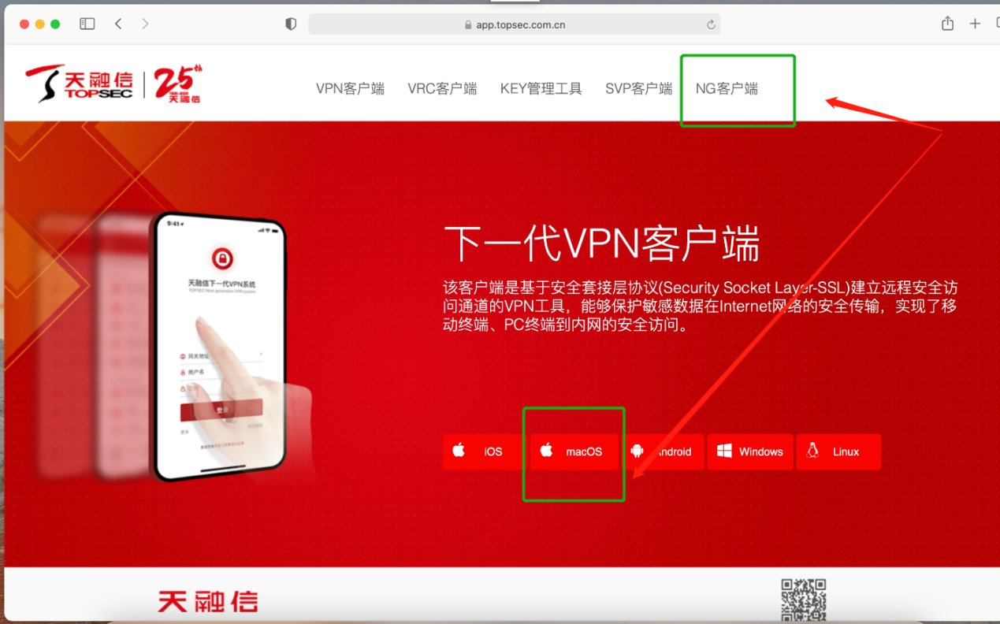 app.topsec.com.cn
天融信
TOPSEC
25th
天融信
VPN客户端
VRC客户端
KEY管理工具
SVP客户端
NG客户端
9:41
天融信下一代VPN系统
TOPSEC Next generation VPN system
网关地址
用户名
登录
更多
下一代VPN客户端
该客户端是基于安全套接层协议(Security Socket Layer-SSL)建立远程安全访
问通道的VPN工具，能够保护敏感数据在Internet网络的安全传输，实现了移
动终端、PC终端到内网的安全访问。
iOS
macOS
Android
Windows
Linux
天融信